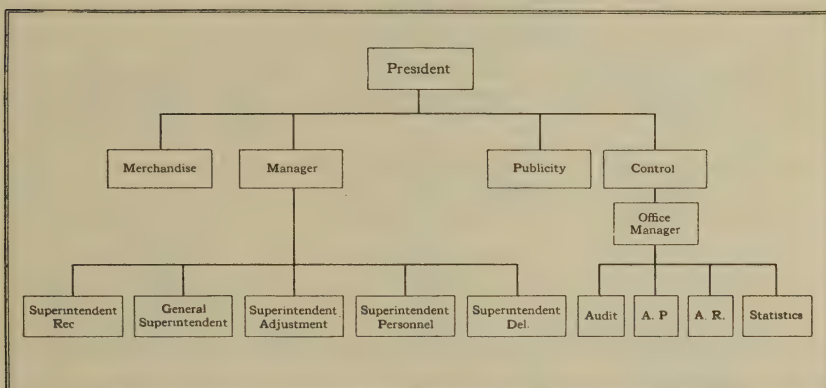 President
Merchandise
Manager
Publicity
Control
Office
Manager
Superintendent
Rec
General
Superintendent
Superintendent
Adjustment
Superintendent
Personnel
Superintendent
Del.
Audit
A. P
A. R.
Statistics